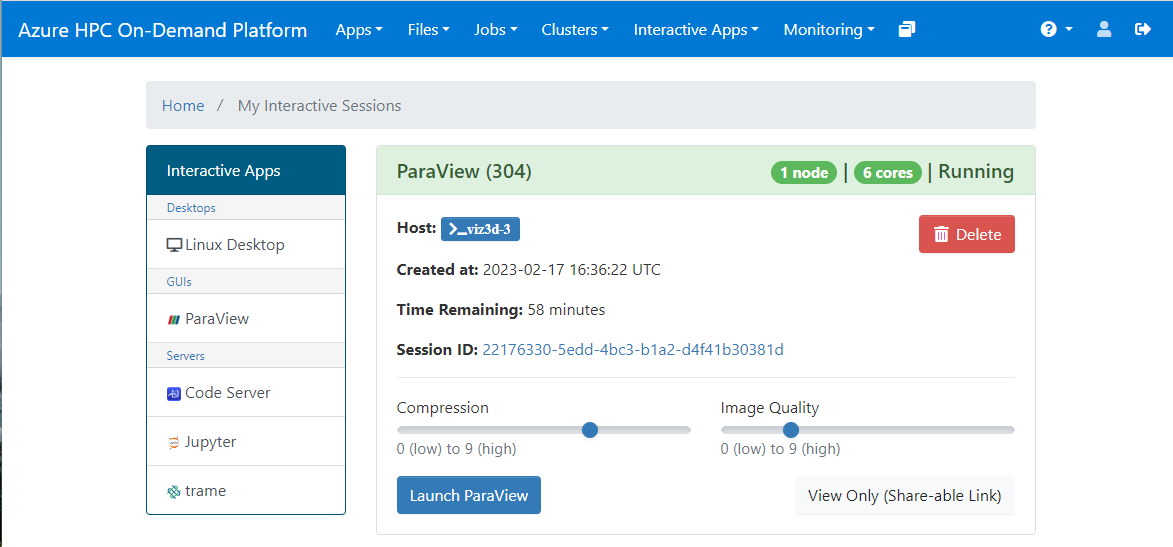 Azure HPC On-Demand Platform Apps Files Jobs Clusters Interactive Apps Monitoring
Home / My Interactive Sessions
Interactive Apps
Desktops
Linux Desktop
GUIs
ParaView
Servers
Code Server
Jupyter
trame
ParaView (304) 1 node | 6 cores | Running
Host: >_viz3d-3 Delete
Created at: 2023-02-17 16:36:22 UTC
Time Remaining: 58 minutes
Session ID: 22176330-5edd-4bc3-b1a2-d4f41b30381d
Compression Image Quality
0 (low) to 9 (high) 0 (low) to 9 (high)
Launch ParaView View Only (Share-able Link)